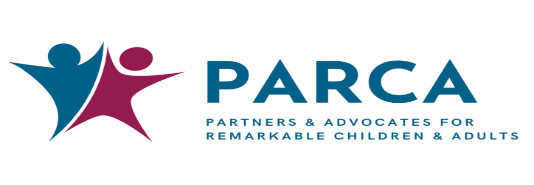 PARCA
PARTNERS & ADVOCATES FOR
REMARKABLE CHILDREN & ADULTS